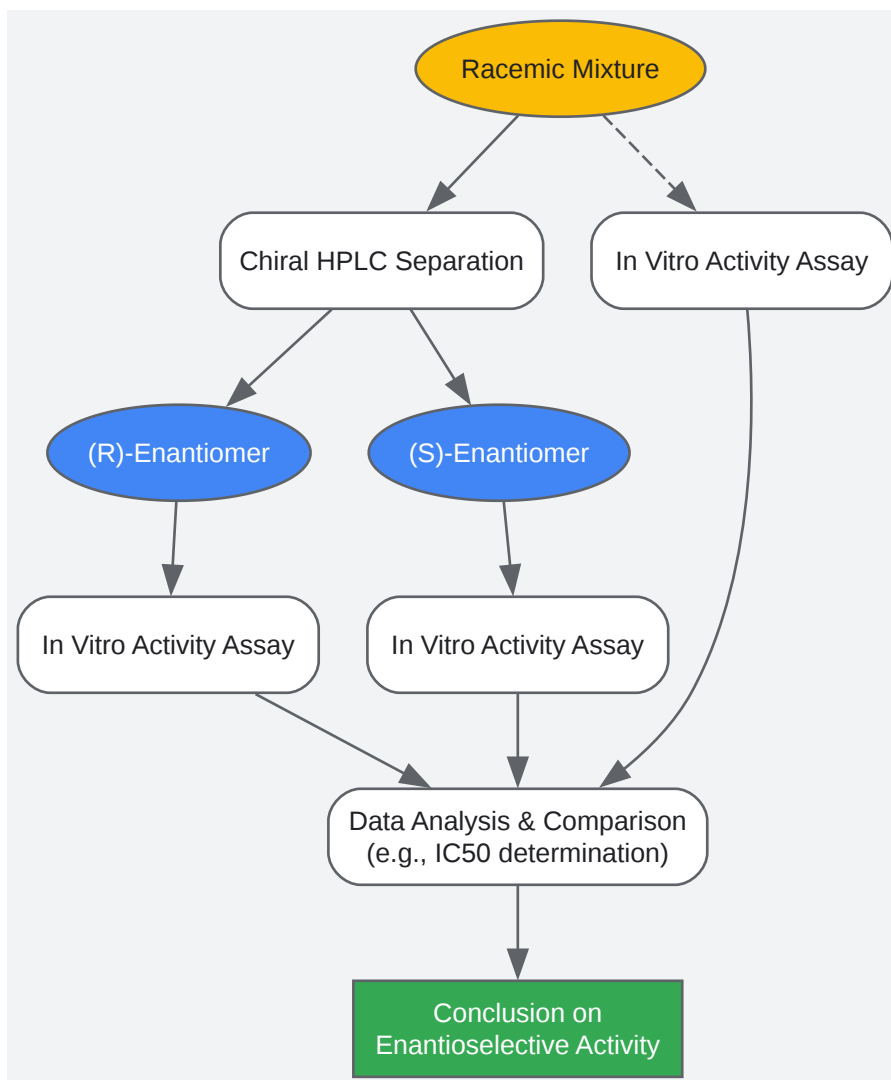 Racemic Mixture
Chiral HPLC Separation
In Vitro Activity Assay
(R)-Enantiomer
(S)-Enantiomer
In Vitro Activity Assay
In Vitro Activity Assay
Data Analysis & Comparison
(e.g., IC50 determination)
Conclusion on
Enantioselective Activity